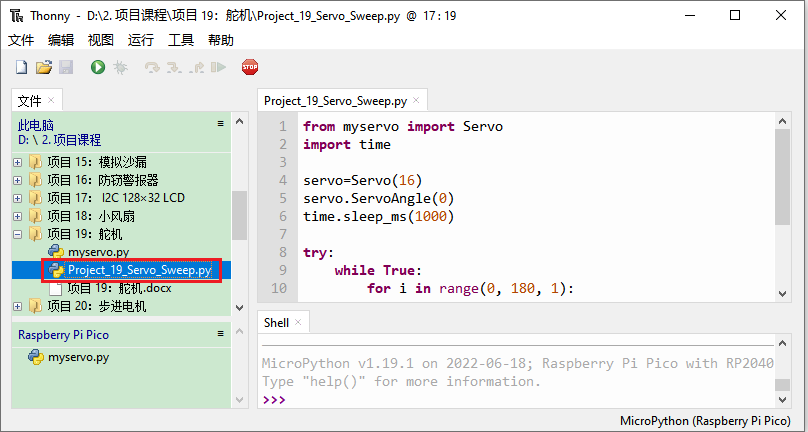 Thonny - D:\2. 项目课程\项目 19：舵机\Project_19_Servo_Sweep.py @ 17 : 19
文件 编辑 视图 运行 工具 帮助
STOP
文件 ×
此电脑
D: \ 2. 项目课程
项目 15：模拟沙漏
项目 16：防窃警报器
项目 17： I2C 128×32 LCD
项目 18：小风扇
项目 19：舵机
myservo.py
Project_19_Servo_Sweep.py
项目 19：舵机.docx
项目 20：步进电机
Raspberry Pi Pico
myservo.py
Project_19_Servo_Sweep.py ×
1 from myservo import Servo
2 import time
3
4 servo=Servo(16)
5 servo.ServoAngle(0)
6 time.sleep_ms(1000)
7
8 try:
9 while True:
10 for i in range(0, 180, 1):
Shell ×
MicroPython v1.19.1 on 2022-06-18; Raspberry Pi Pico with RP2040
Type "help()" for more information.
>>>
MicroPython (Raspberry Pi Pico)